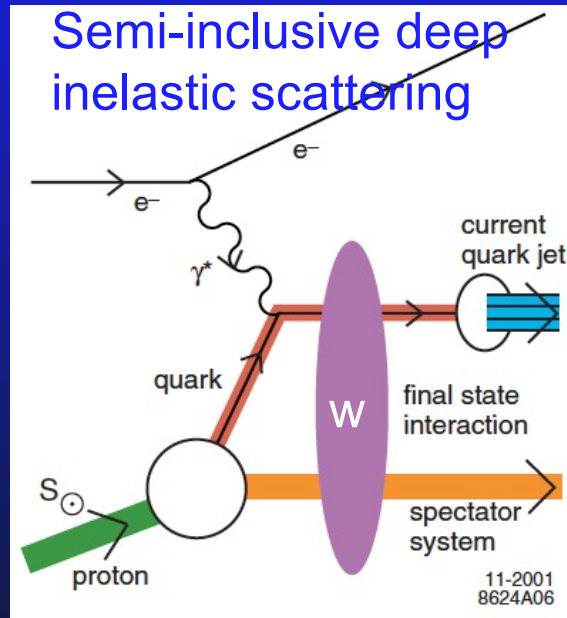 Semi-inclusive deep
inelastic scattering
e–
e–
γ*
current
quark jet
quark
W
final state
interaction
S⊙
spectator
system
proton
11-2001
8624A06